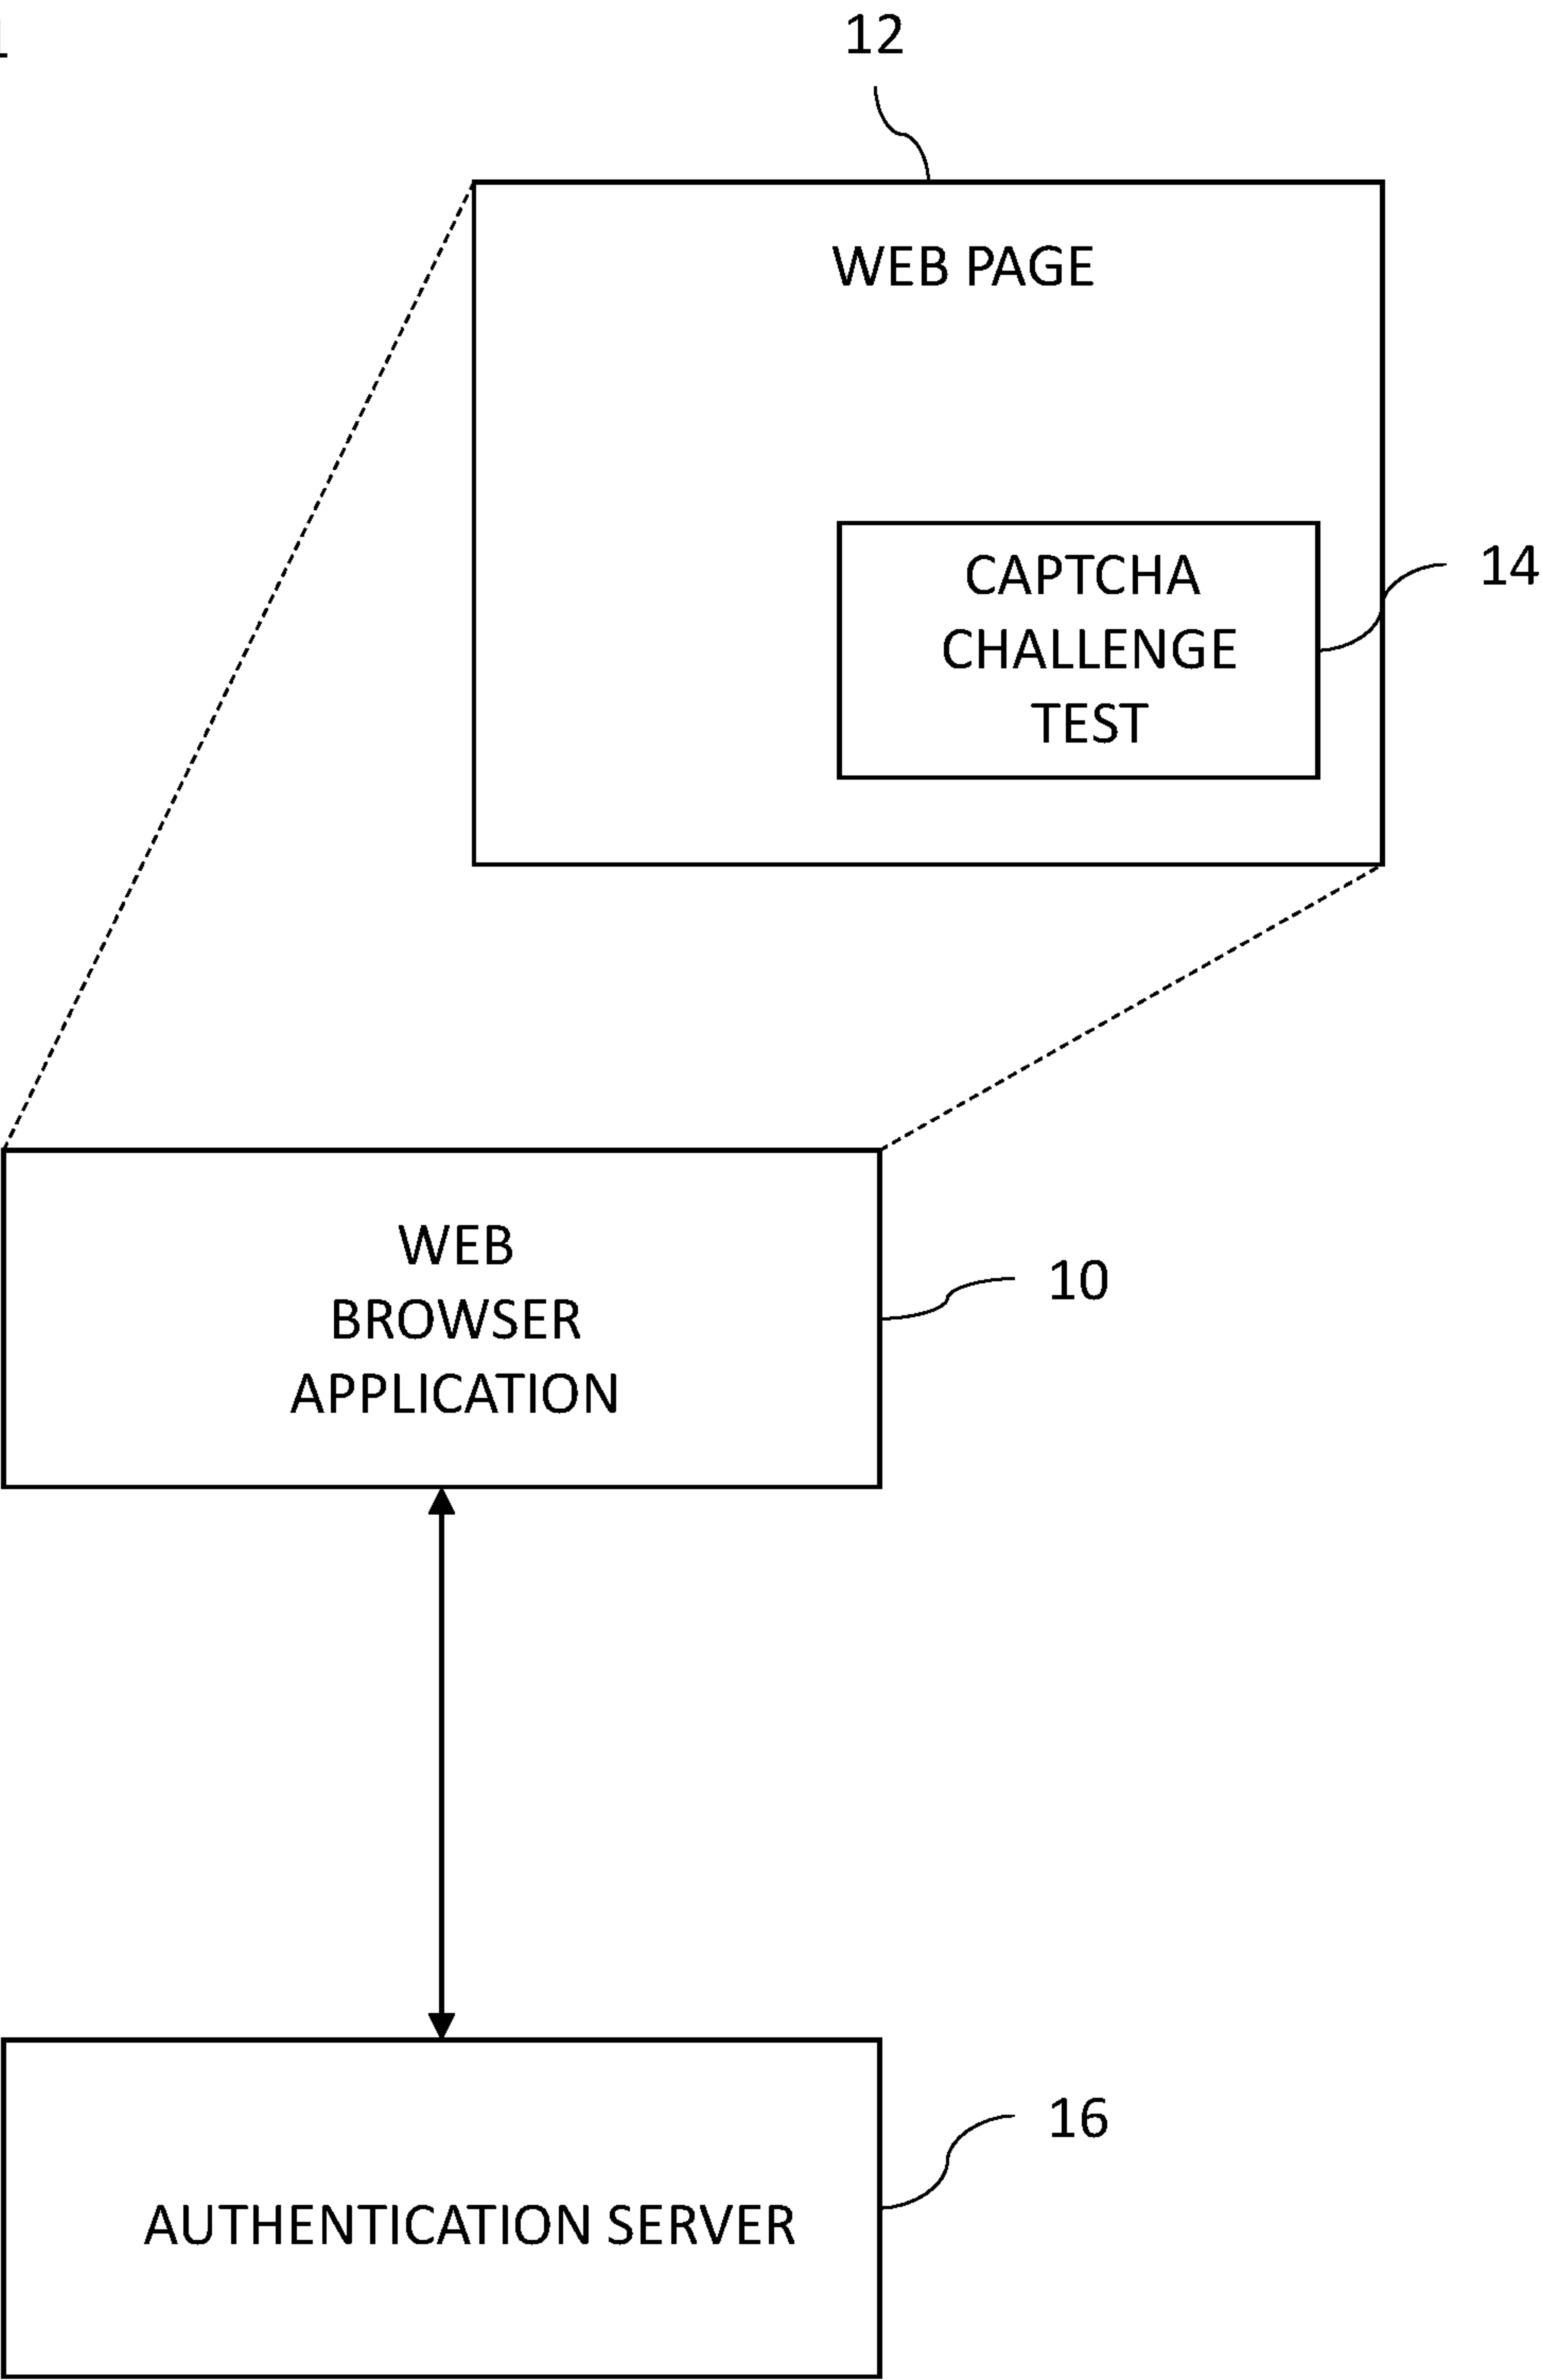 12
WEB PAGE
CAPTCHA
CHALLENGE
TEST
14
WEB
BROWSER
APPLICATION
10
16
AUTHENTICATION SERVER